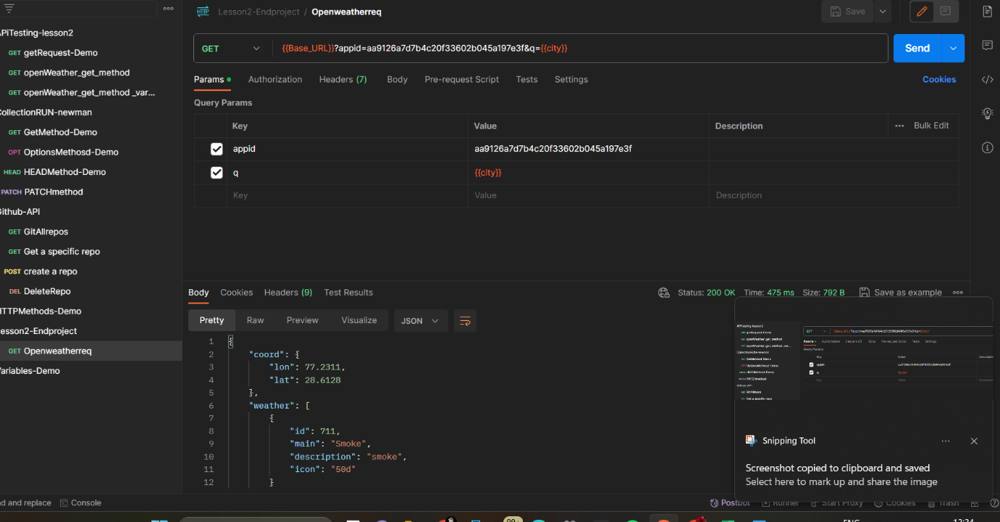 APITesting-lesson2
GET getRequest-Demo
GET openWeather_get_method
GET openWeather_get_method _var...
CollectionRUN-newman
GET GetMethod-Demo
OPT OptionsMethosd-Demo
HEAD HEADMethod-Demo
PATCH PATCHmethod
Github-API
GET GitAllrepos
GET Get a specific repo
POST create a repo
DEL DeleteRepo
HTTPMethods-Demo
Lesson2-Endproject
GET Openweatherreq
Variables-Demo
HTTP Lesson2-Endproject / Openweatherreq
Save
GET {{Base_URL}}?appid=aa9126a7d7b4c20f33602b045a197e3f&q={{city}}
Send
Params Authorization Headers (7) Body Pre-request Script Tests Settings
Cookies
Query Params
Key Value Description Bulk Edit
appid aa9126a7d7b4c20f33602b045a197e3f
q {{city}}
Key Value Description
Body Cookies Headers (9) Test Results
Status: 200 OK Time: 475 ms Size: 792 B Save as example
Pretty Raw Preview Visualize JSON
1 {
2 "coord": {
3 "lon": 77.2311,
4 "lat": 28.6128
5 },
6 "weather": [
7 {
8 "id": 711,
9 "main": "Smoke",
10 "description": "smoke",
11 "icon": "50d"
12 }
Snipping Tool
Screenshot copied to clipboard and saved
Select here to mark up and share the image
nd and replace Console
Postbot Runner Start Proxy Cookies Trash
99+
ENG
12:24